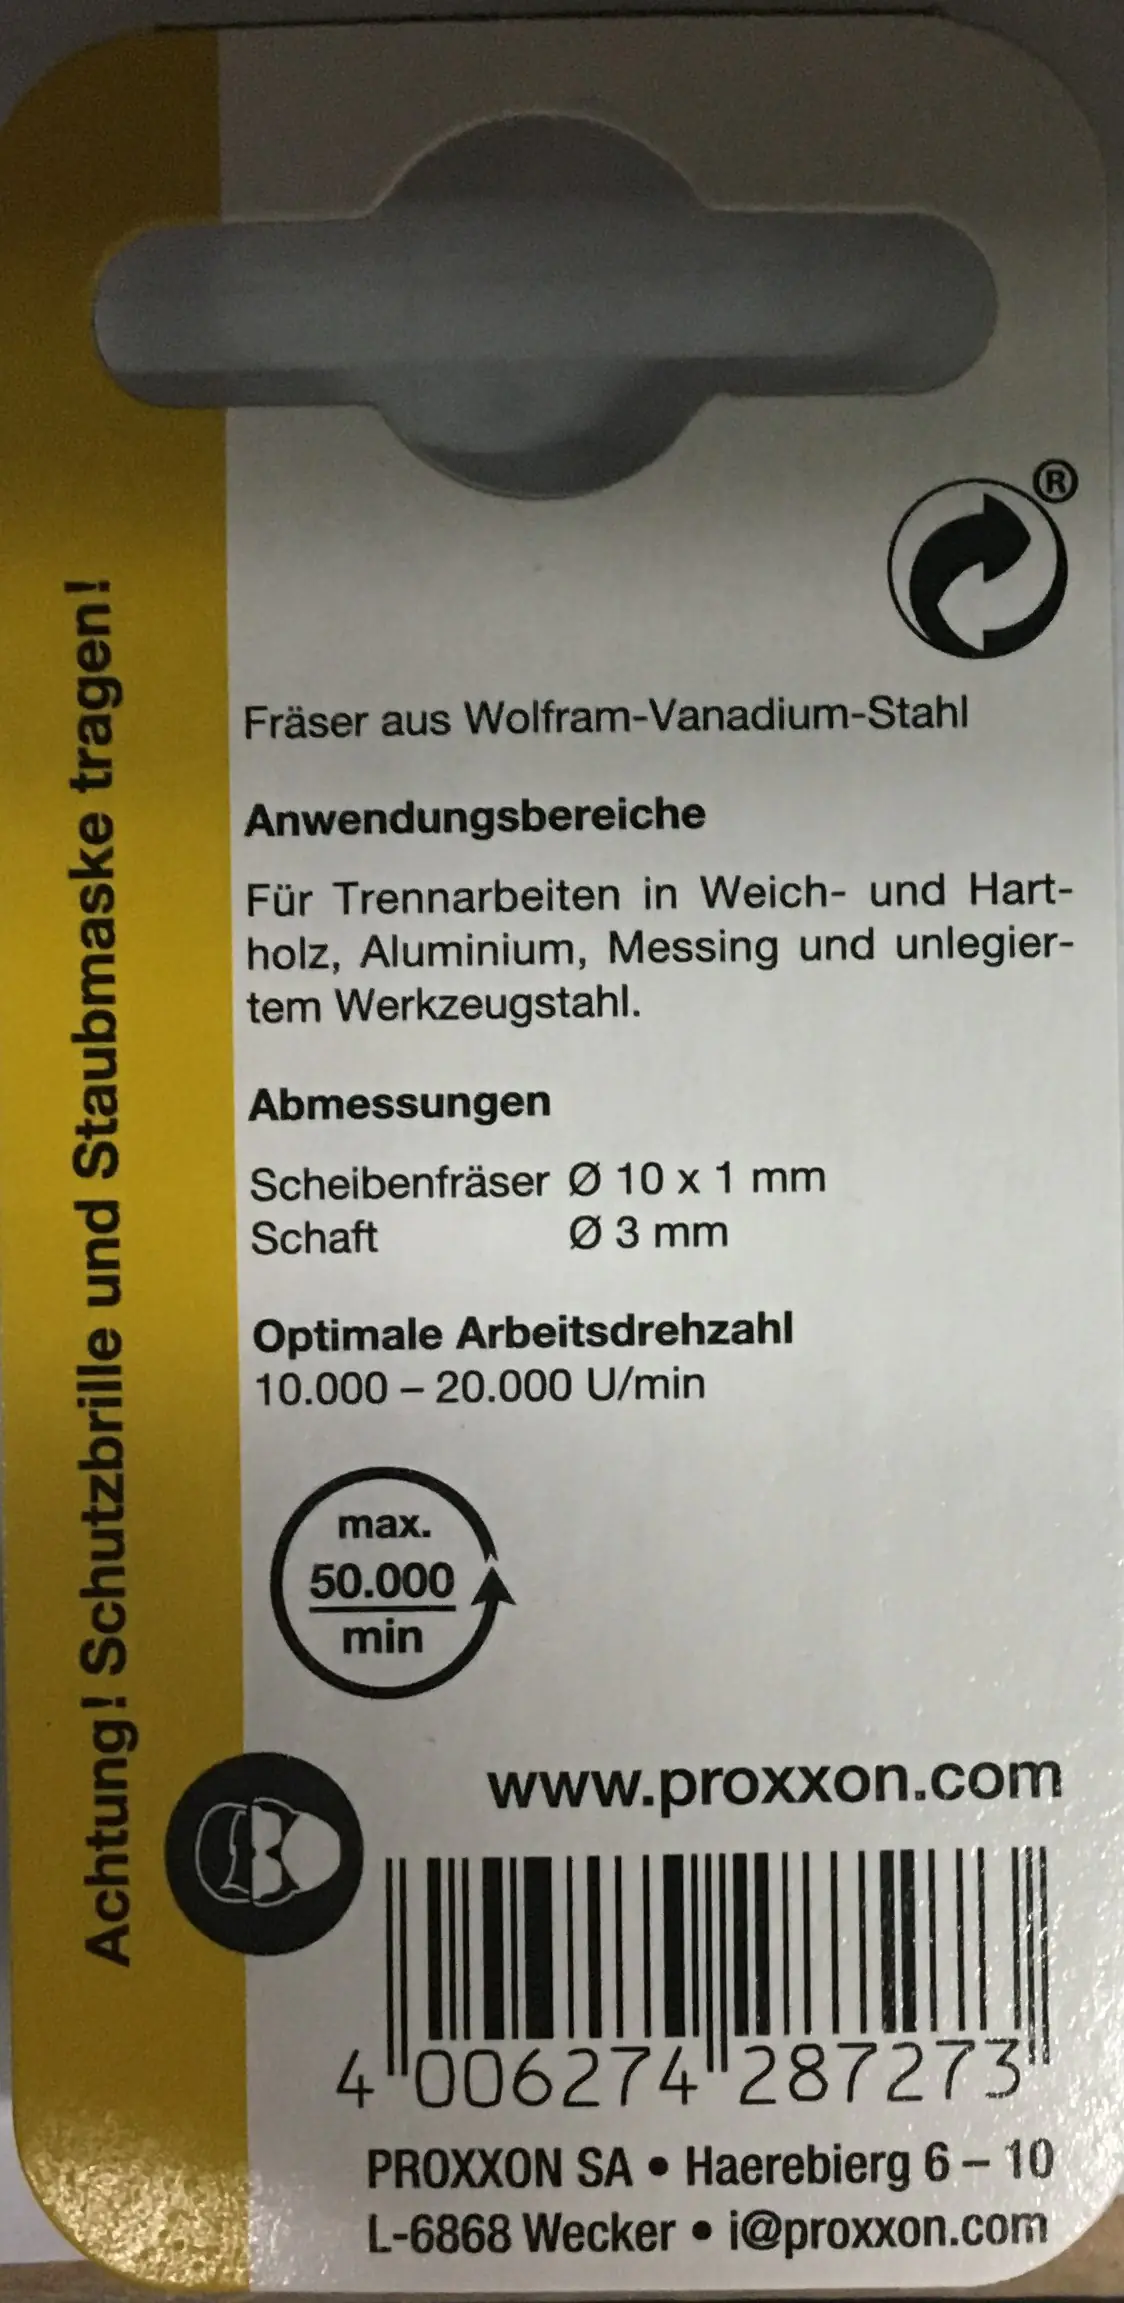 ®
Fräser aus Wolfram-Vanadium-Stahl
Anwendungsbereiche
Für Trennarbeiten in Weich- und Hart-
holz, Aluminium, Messing und unlegier-
tem Werkzeugstahl.
Abmessungen
Scheibenfräser Ø 10 x 1 mm
Schaft Ø 3 mm
Optimale Arbeitsdrehzahl
10.000 – 20.000 U/min
max.
50.000
min
Achtung! Schutzbrille und Staubmaske tragen!
www.proxxon.com
4 006274 287273
PROXXON SA • Haerebierg 6 – 10
L-6868 Wecker • i@proxxon.com